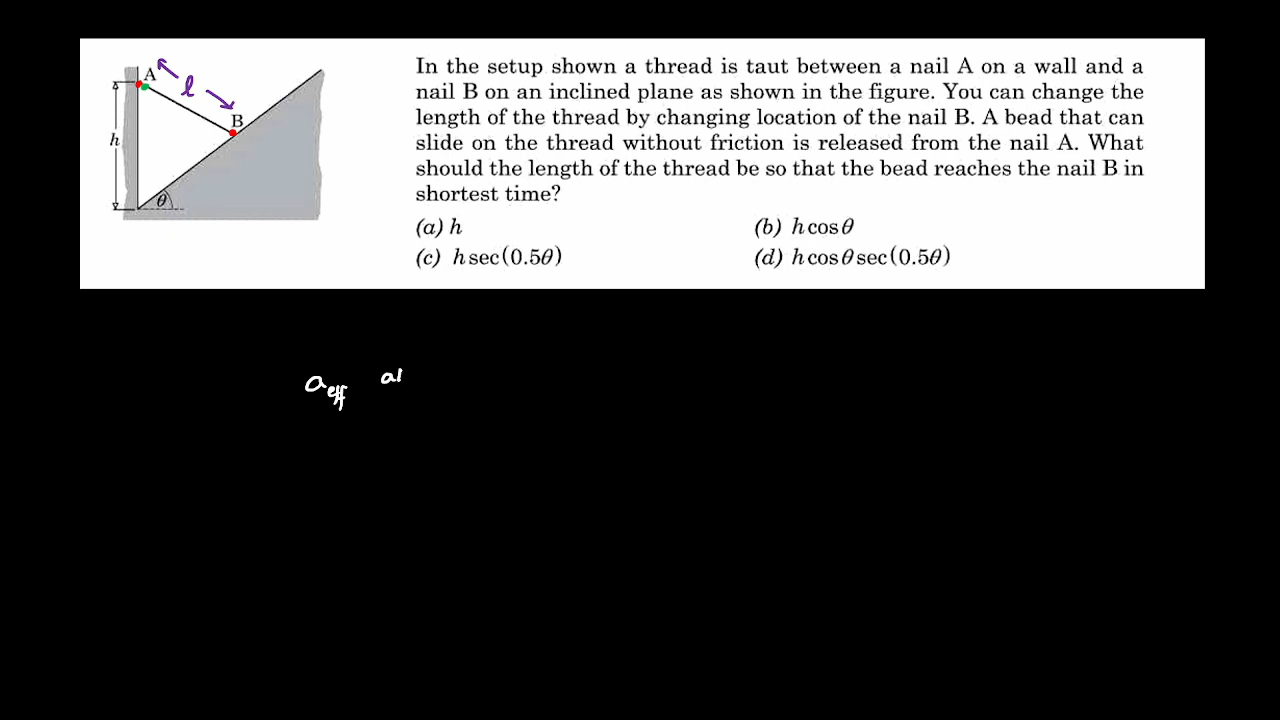 A
l
B
h
θ
In the setup shown a thread is taut between a nail A on a wall and a
nail B on an inclined plane as shown in the figure. You can change the
length of the thread by changing location of the nail B. A bead that can
slide on the thread without friction is released from the nail A. What
should the length of the thread be so that the bead reaches the nail B in
shortest time?
(a) h
(b) h cos θ
(c) h sec(0.5θ)
(d) h cos θ sec(0.5θ)
a_eff al